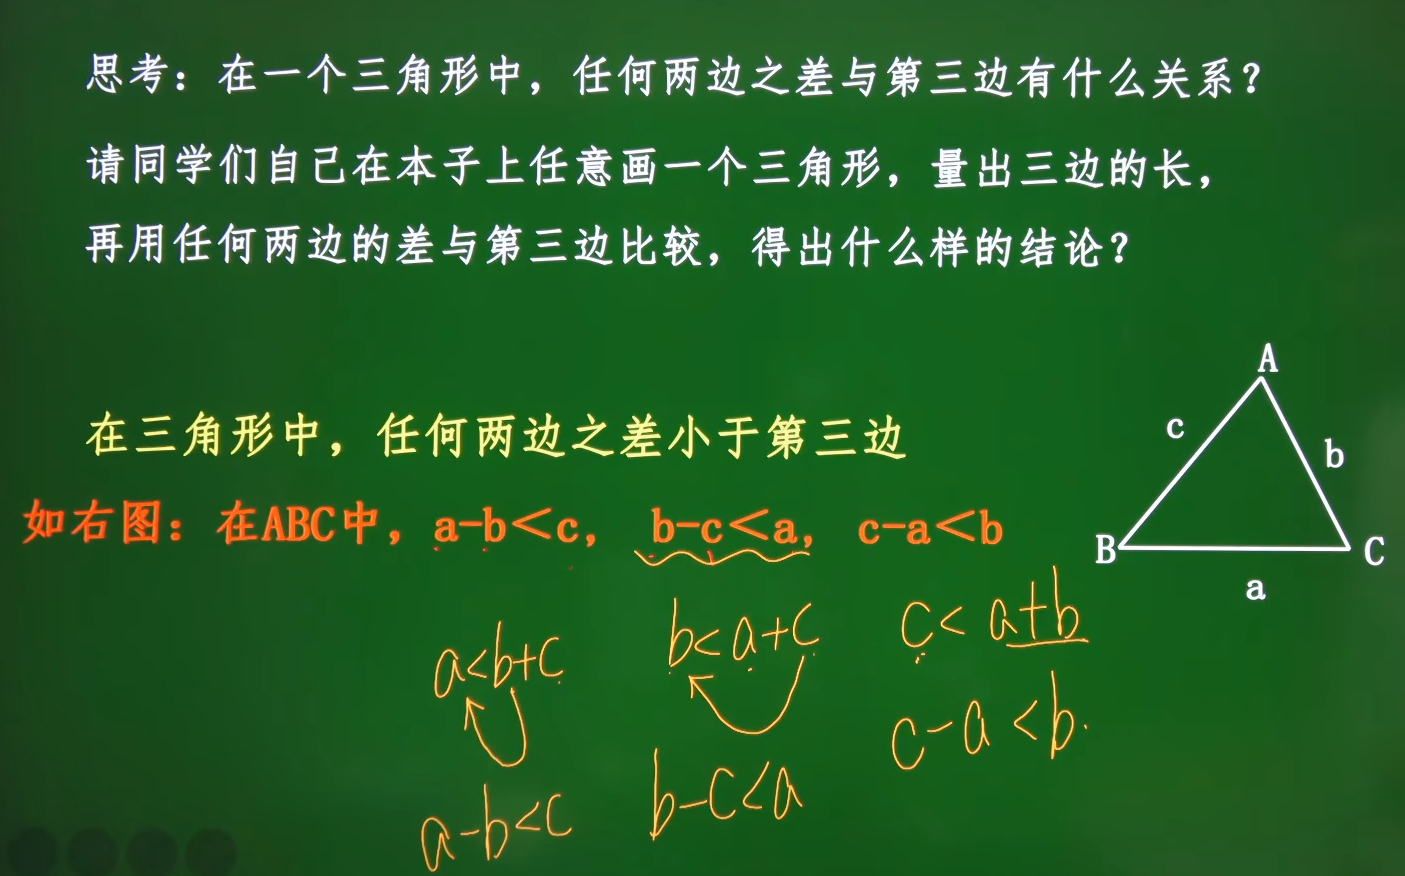 思考：在一个三角形中，任何两边之差与第三边有什么关系？
请同学们自己在本子上任意画一个三角形，量出三边的长，
再用任何两边的差与第三边比较，得出什么样的结论？
在三角形中，任何两边之差小于第三边
如右图：在ABC中，a-b＜c， b-c＜a， c-a＜b
A
c
b
B
C
a
a<b+c
b<a+c
c<a+b
c-a<b.
a-b<c
b-c<a